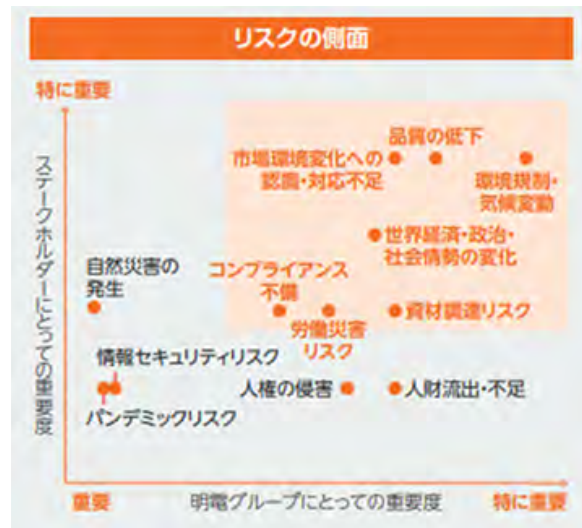 リスクの側面
特に重要
ステークホルダーにとっての重要度
品質の低下
市場環境変化への
認識・対応不足
環境規制・
気候変動
世界経済・政治・
社会情勢の変化
自然災害の
発生
コンプライアンス
不備
労働災害
リスク
資材調達リスク
情報セキュリティリスク
パンデミックリスク
人権の侵害
人財流出・不足
重要
明電グループにとっての重要度
特に重要